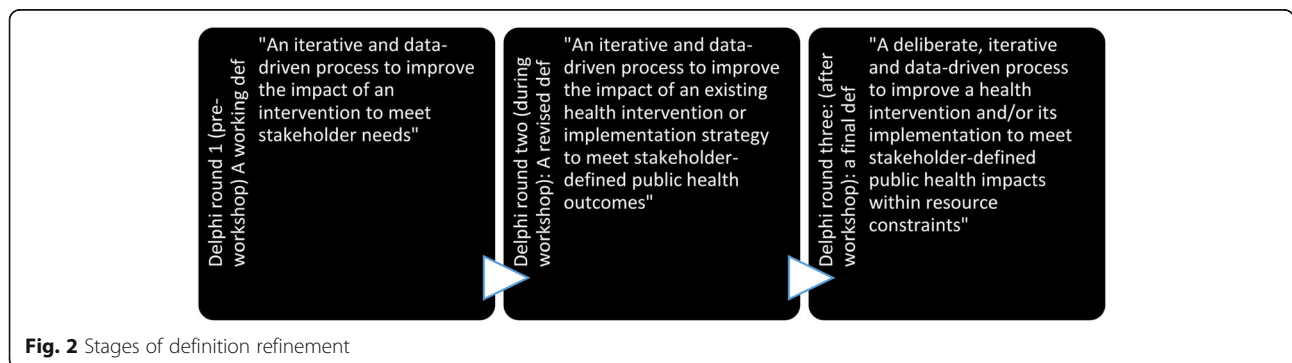 Delphi round 1 (pre-
workshop) A working def
"An iterative and data-
driven process to improve
the impact of an
intervention to meet
stakeholder needs"
Delphi round two (during
workshop): A revised def
"An iterative and data-
driven process to improve
the impact of an existing
health intervention or
implementation strategy
to meet stakeholder-
defined public health
outcomes"
Delphi round three: (after
workshop): a final def
"A deliberate, iterative
and data-driven process
to improve a health
intervention and/or its
implementation to meet
stakeholder-defined
public health impacts
within resource
constraints"
Fig. 2 Stages of definition refinement